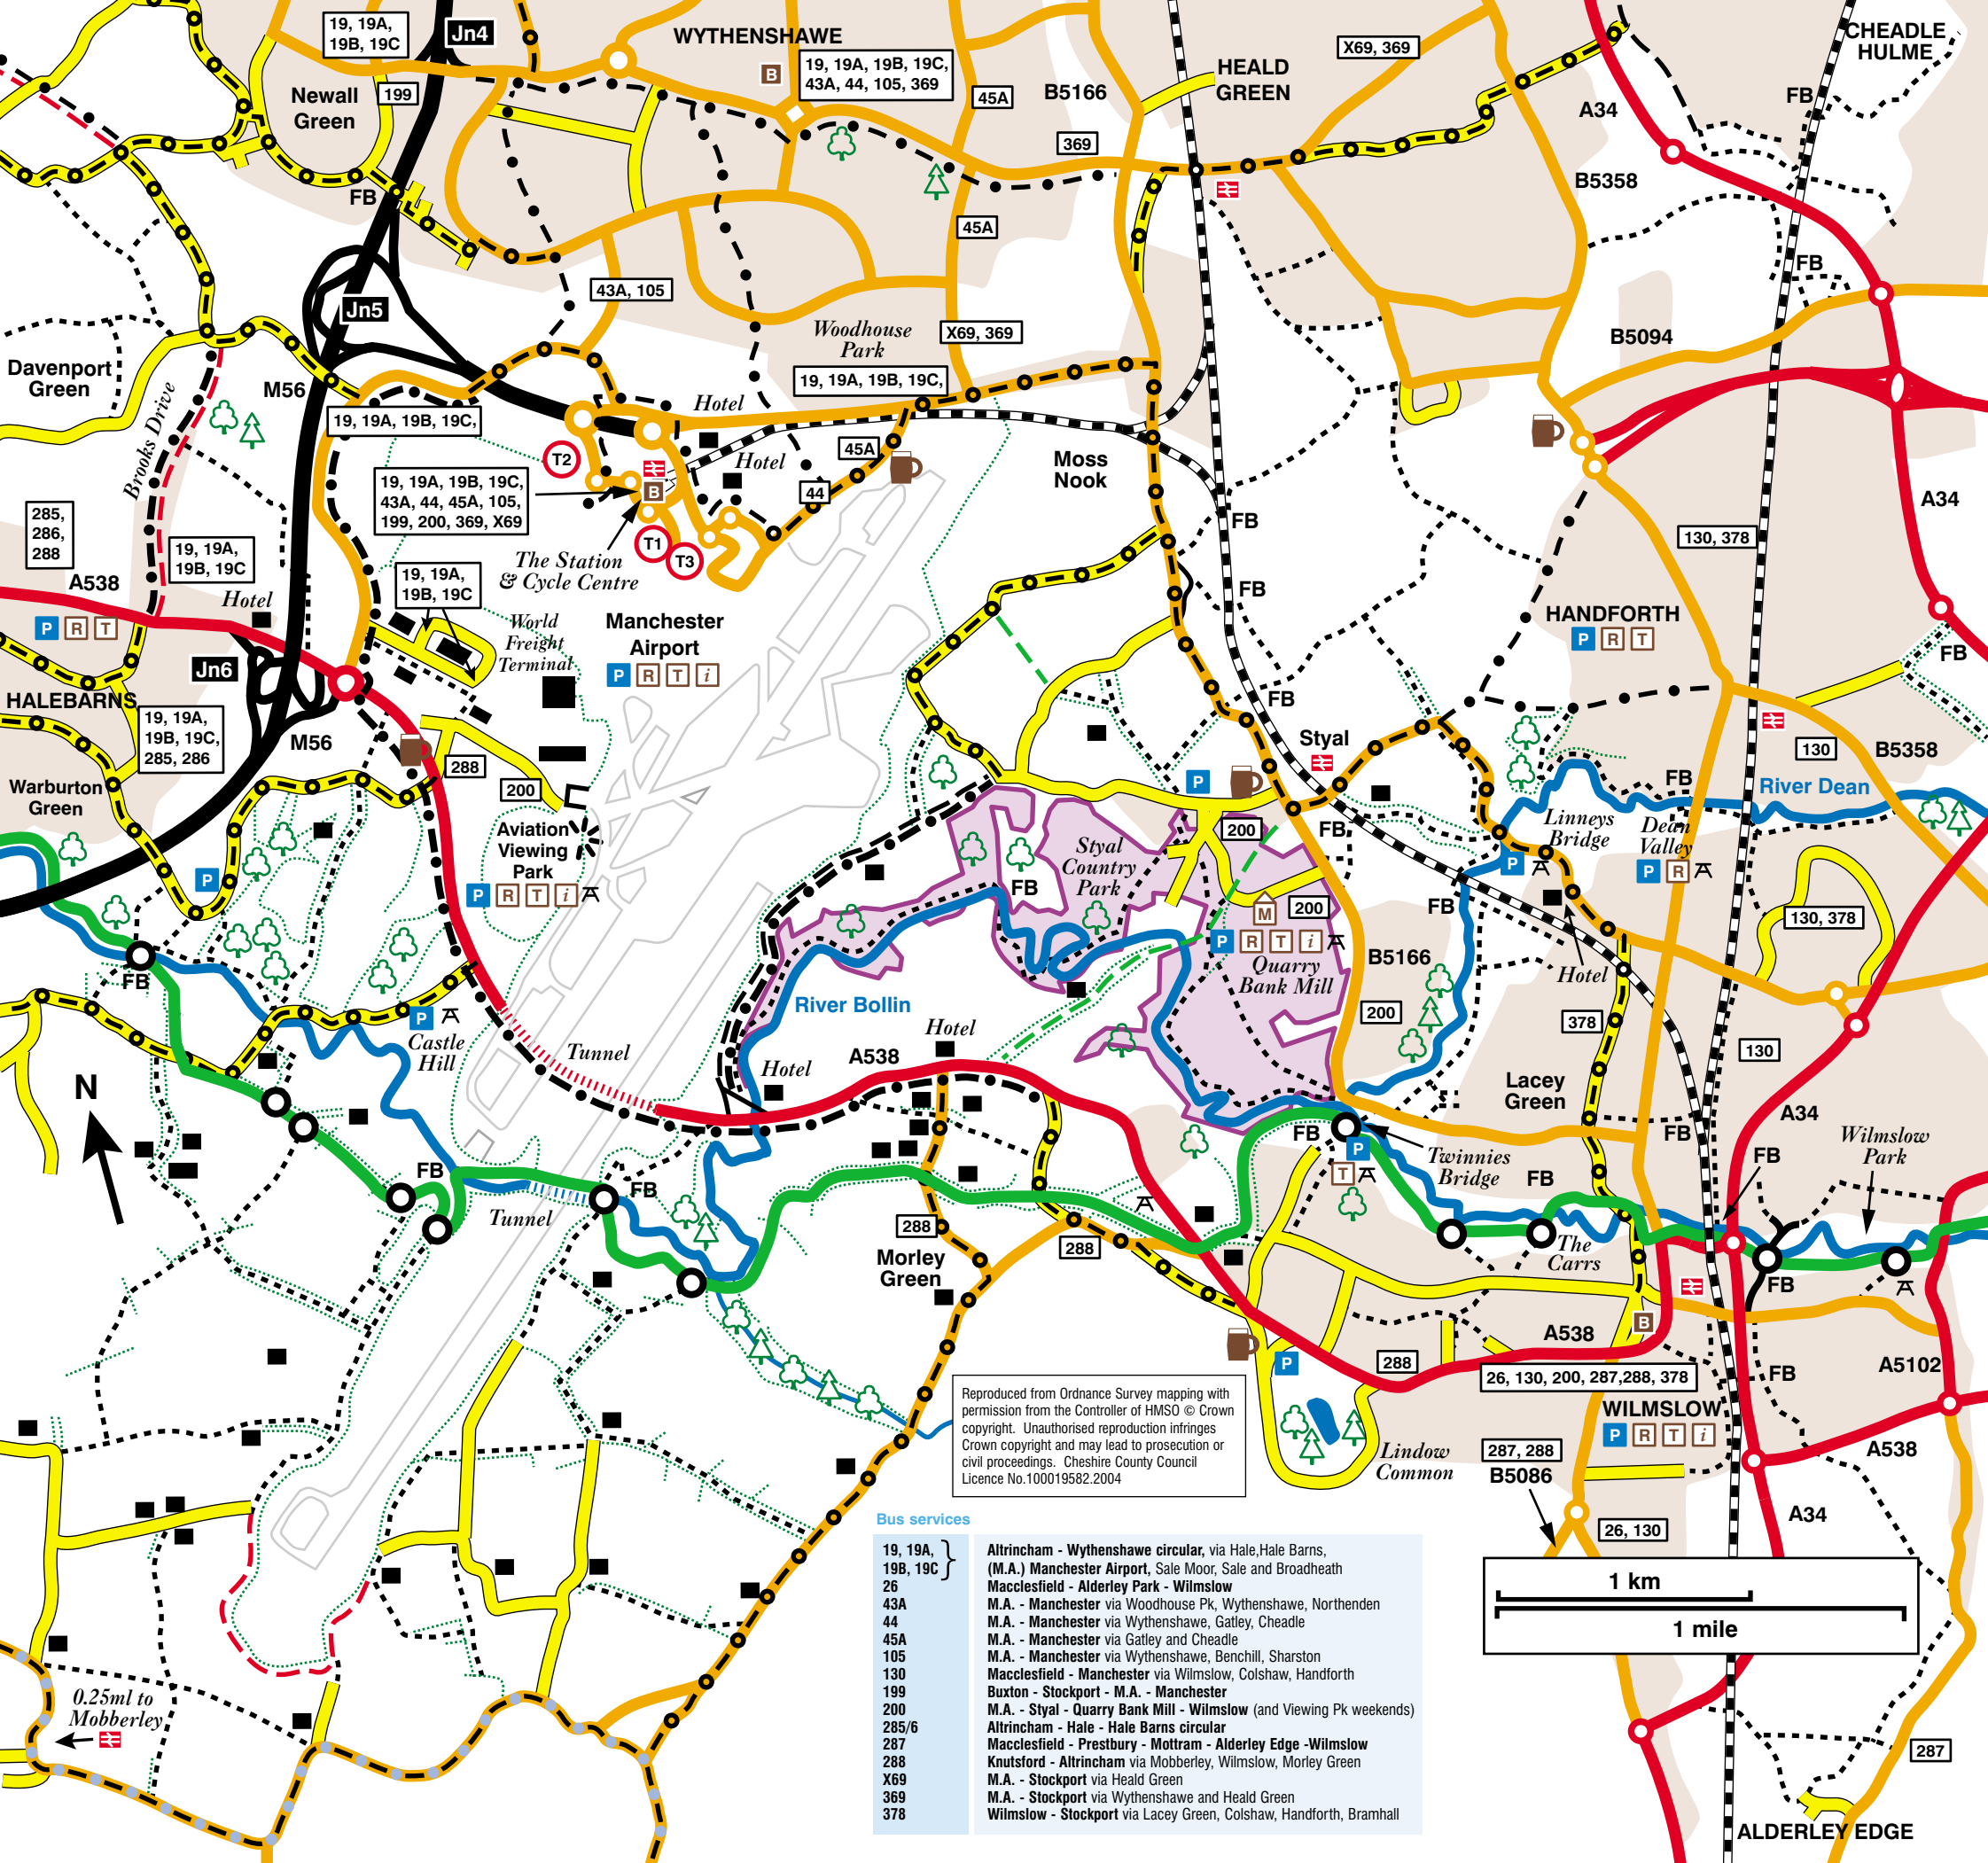 19, 19A,
19B, 19C
Jn4
WYTHENSHAWE
B
19, 19A, 19B, 19C,
43A, 44, 105, 369
45A
B5166
HEALD
GREEN
X69, 369
A34
CHEADLE
HULME
FB
Newall
Green
199
369
B5358
FB
45A
FB
43A, 105
Jn5
Woodhouse
Park
X69, 369
B5094
Davenport
Green
M56
19, 19A, 19B, 19C,
Brooks Drive
19, 19A, 19B, 19C,
Hotel
T2
Hotel
45A
Moss
Nook
A34
19, 19A, 19B, 19C,
43A, 44, 45A, 105,
199, 200, 369, X69
B
44
285,
286,
288
FB
130, 378
19, 19A,
19B, 19C
T1
T3
The Station
& Cycle Centre
A538
Hotel
19, 19A,
19B, 19C
FB
P R T
World
Freight
Terminal
Manchester
Airport
P R T i
HANDFORTH
P R T
FB
Jn6
HALEBARNS
19, 19A,
19B, 19C,
285, 286
M56
FB
Styal
130
B5358
288
200
Warburton
Green
P
FB
River Dean
Aviation
Viewing
Park
P R T i
200
FB
Linneys
Bridge
Dean
Valley
P R
P
Styal
Country
Park
FB
P
M
200
FB
130, 378
P R T i
Quarry
Bank Mill
B5166
Hotel
FB
River Bollin
200
378
P
Castle
Hill
Hotel
A538
Tunnel
Hotel
130
N
Lacey
Green
A34
FB
FB
P
T
Twinnies
Bridge
FB
FB
Wilmslow
Park
FB
FB
Tunnel
288
288
Morley
Green
The
Carrs
FB
B
A538
P
288
26, 130, 200, 287,288, 378
FB
A5102
WILMSLOW
P R T i
Lindow
Common
287, 288
B5086
A538
26, 130
A34
Reproduced from Ordnance Survey mapping with
permission from the Controller of HMSO © Crown
copyright. Unauthorised reproduction infringes
Crown copyright and may lead to prosecution or
civil proceedings. Cheshire County Council
Licence No.100019582.2004
1 km
1 mile
Bus services
19, 19A, Altrincham - Wythenshawe circular, via Hale,Hale Barns,
19B, 19C (M.A.) Manchester Airport, Sale Moor, Sale and Broadheath
26 Macclesfield - Alderley Park - Wilmslow
43A M.A. - Manchester via Woodhouse Pk, Wythenshawe, Northenden
44 M.A. - Manchester via Wythenshawe, Gatley, Cheadle
45A M.A. - Manchester via Gatley and Cheadle
105 M.A. - Manchester via Wythenshawe, Benchill, Sharston
130 Macclesfield - Manchester via Wilmslow, Colshaw, Handforth
199 Buxton - Stockport - M.A. - Manchester
200 M.A. - Styal - Quarry Bank Mill - Wilmslow (and Viewing Pk weekends)
285/6 Altrincham - Hale - Hale Barns circular
287 Macclesfield - Prestbury - Mottram - Alderley Edge -Wilmslow
288 Knutsford - Altrincham via Mobberley, Wilmslow, Morley Green
X69 M.A. - Stockport via Heald Green
369 M.A. - Stockport via Wythenshawe and Heald Green
378 Wilmslow - Stockport via Lacey Green, Colshaw, Handforth, Bramhall
0.25ml to
Mobberley
287
ALDERLEY EDGE